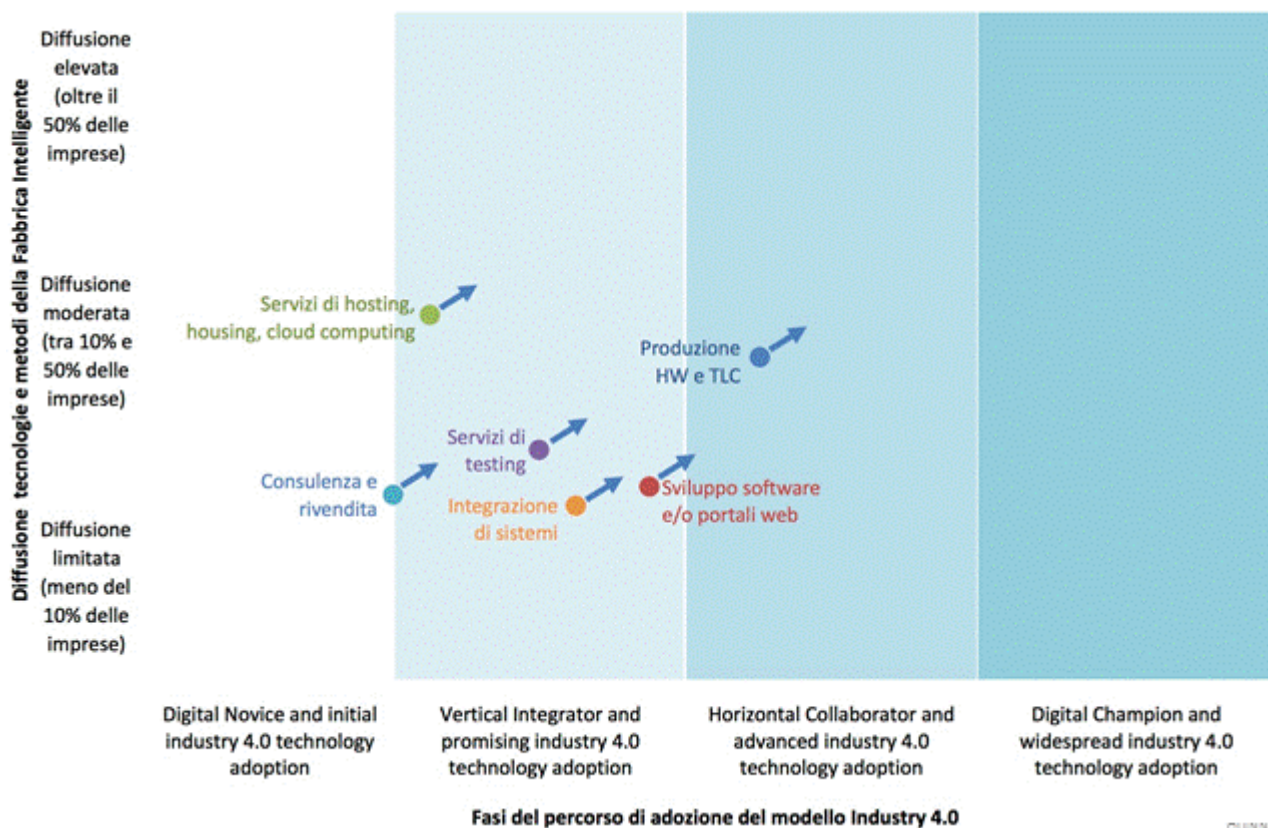 Diffusione tecnologie e metodi della Fabbrica Intelligente
Diffusione
elevata
(oltre il
50% delle
imprese)
Diffusione
moderata
(tra 10% e
50% delle
imprese)
Diffusione
limitata
(meno del
10% delle
imprese)
Servizi di hosting,
housing, cloud computing
Produzione
HW e TLC
Servizi di
testing
Consulenza e
rivendita
Integrazione
di sistemi
Sviluppo software
e/o portali web
Digital Novice and initial
industry 4.0 technology
adoption
Vertical Integrator and
promising industry 4.0
technology adoption
Horizontal Collaborator and
advanced industry 4.0
technology adoption
Digital Champion and
widespread industry 4.0
technology adoption
Fasi del percorso di adozione del modello Industry 4.0